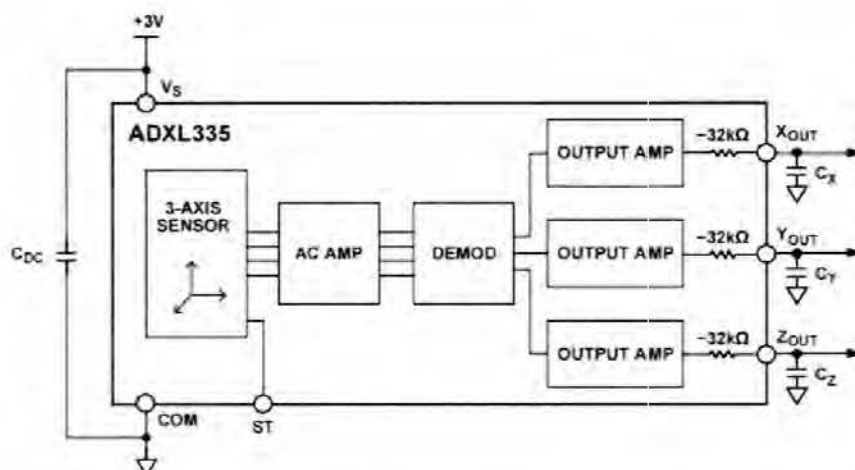 +3V
VS
ADXL335
3-AXIS
SENSOR
AC AMP
DEMOD
OUTPUT AMP
~32kΩ
XOUT
CX
OUTPUT AMP
~32kΩ
YOUT
CY
OUTPUT AMP
~32kΩ
ZOUT
CZ
CDC
COM
ST